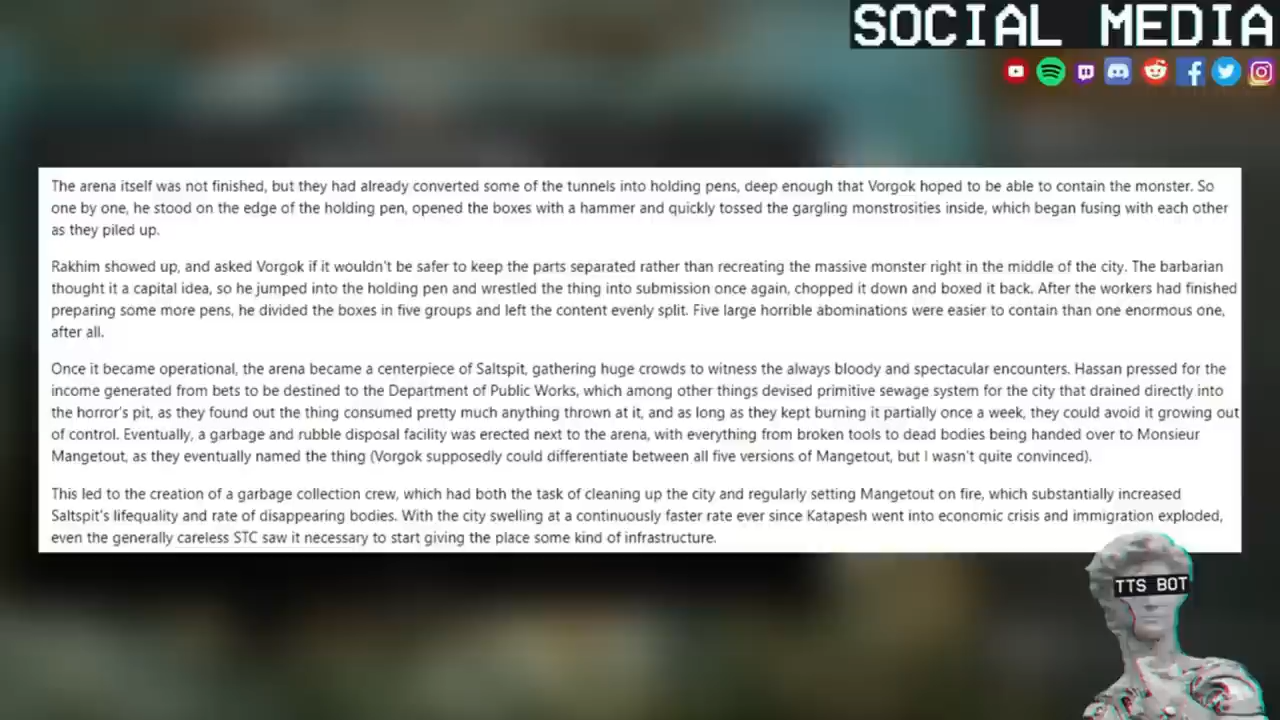 SOCIAL MEDIA
The arena itself was not finished, but they had already converted some of the tunnels into holding pens, deep enough that Vorgok hoped to be able to contain the monster. So
one by one, he stood on the edge of the holding pen, opened the boxes with a hammer and quickly tossed the gargling monstrosities inside, which began fusing with each other
as they piled up.
Rakhim showed up, and asked Vorgok if it wouldn't be safer to keep the parts separated rather than recreating the massive monster right in the middle of the city. The barbarian
thought it a capital idea, so he jumped into the holding pen and wrestled the thing into submission once again, chopped it down and boxed it back. After the workers had finished
preparing some more pens, he divided the boxes in five groups and left the content evenly split. Five large horrible abominations were easier to contain than one enormous one,
after all.
Once it became operational, the arena became a centerpiece of Saltspit, gathering huge crowds to witness the always bloody and spectacular encounters. Hassan pressed for the
income generated from bets to be destined to the Department of Public Works, which among other things devised primitive sewage system for the city that drained directly into
the horror's pit, as they found out the thing consumed pretty much anything thrown at it, and as long as they kept burning it partially once a week, they could avoid it growing out
of control. Eventually, a garbage and rubble disposal facility was erected next to the arena, with everything from broken tools to dead bodies being handed over to Monsieur
Mangetout, as they eventually named the thing (Vorgok supposedly could differentiate between all five versions of Mangetout, but I wasn't quite convinced).
This led to the creation of a garbage collection crew, which had both the task of cleaning up the city and regularly setting Mangetout on fire, which substantially increased
Saltspit's lifequality and rate of disappearing bodies. With the city swelling at a continuously faster rate ever since Katapesh went into economic crisis and immigration exploded,
even the generally careless STC saw it necessary to start giving the place some kind of infrastructure.
TTS BOT